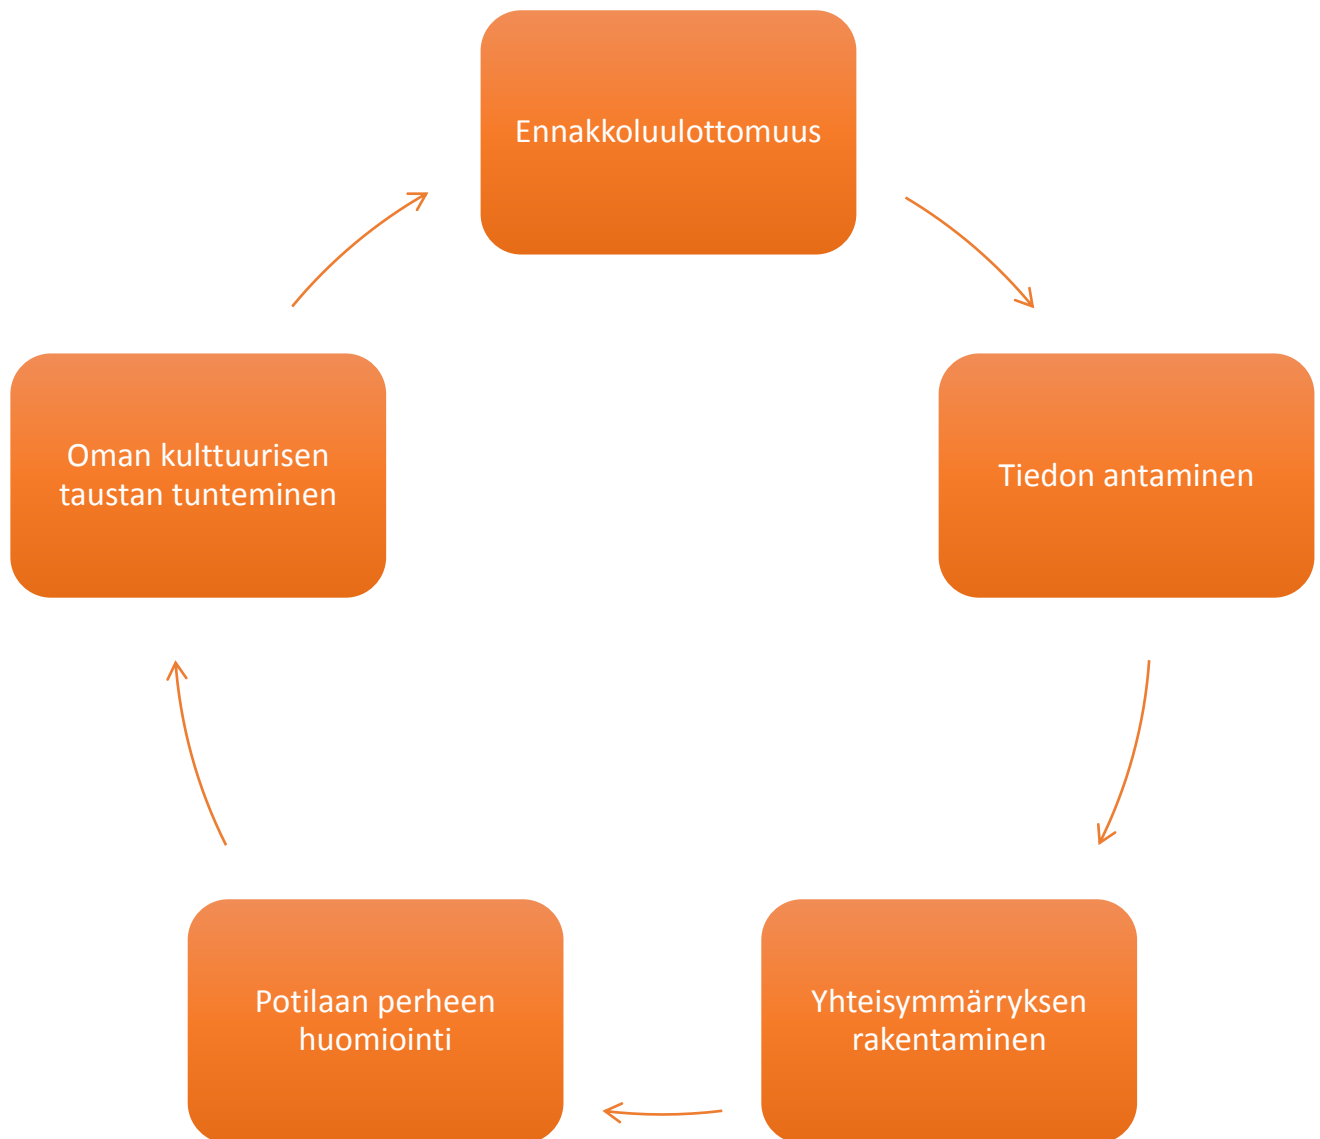 Ennakkoluulottomuus
Tiedon antaminen
Yhteisymmärryksen
rakentaminen
Potilaan perheen
huomiointi
Oman kulttuurisen
taustan tunteminen